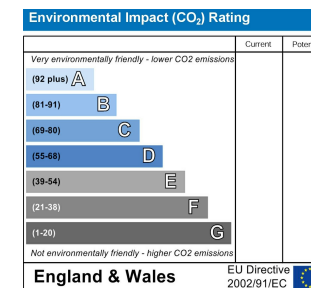 Environmental Impact (CO₂) Rating
Current Poten
Very environmentally friendly - lower CO2 emissions
(92 plus) A
(81-91) B
(69-80) C
(55-68) D
(39-54) E
(21-38) F
(1-20) G
Not environmentally friendly - higher CO2 emissions
England & Wales
EU Directive
2002/91/EC